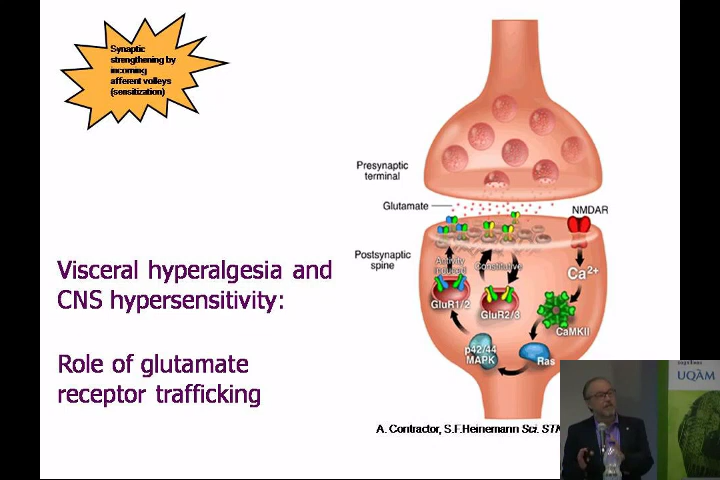 Synaptic
strengthening by
incoming
afferent volleys
(sensitization)
Presynaptic
terminal
Glutamate
NMDAR
Postsynaptic
spine
Activity
induced
Constitutive
Ca2+
GluR1/2
GluR2/3
CaMKII
p42/44
MAPK
Ras
Visceral hyperalgesia and
CNS hypersensitivity:
Role of glutamate
receptor trafficking
A. Contractor, S.F.Heinemann Sci. STK
UQÀM